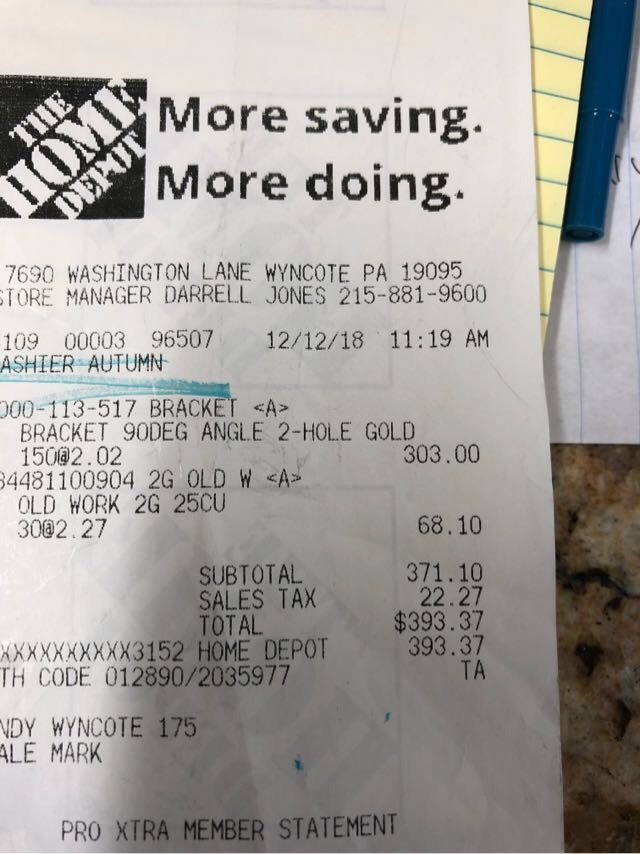 THE
HOME
DEPOT
More saving.
More doing.
7690 WASHINGTON LANE WYNCOTE PA 19095
STORE MANAGER DARRELL JONES 215-881-9600
109 00003 96507 12/12/18 11:19 AM
ASHIER AUTUMN
000-113-517 BRACKET <A>
BRACKET 90DEG ANGLE 2-HOLE GOLD
150@2.02 303.00
34481100904 2G OLD W <A>
OLD WORK 2G 25CU
30@2.27 68.10
SUBTOTAL 371.10
SALES TAX 22.27
TOTAL $393.37
XXXXXXXXXXX3152 HOME DEPOT 393.37
TH CODE 012890/2035977 TA
NDY WYNCOTE 175
ALE MARK
PRO XTRA MEMBER STATEMENT